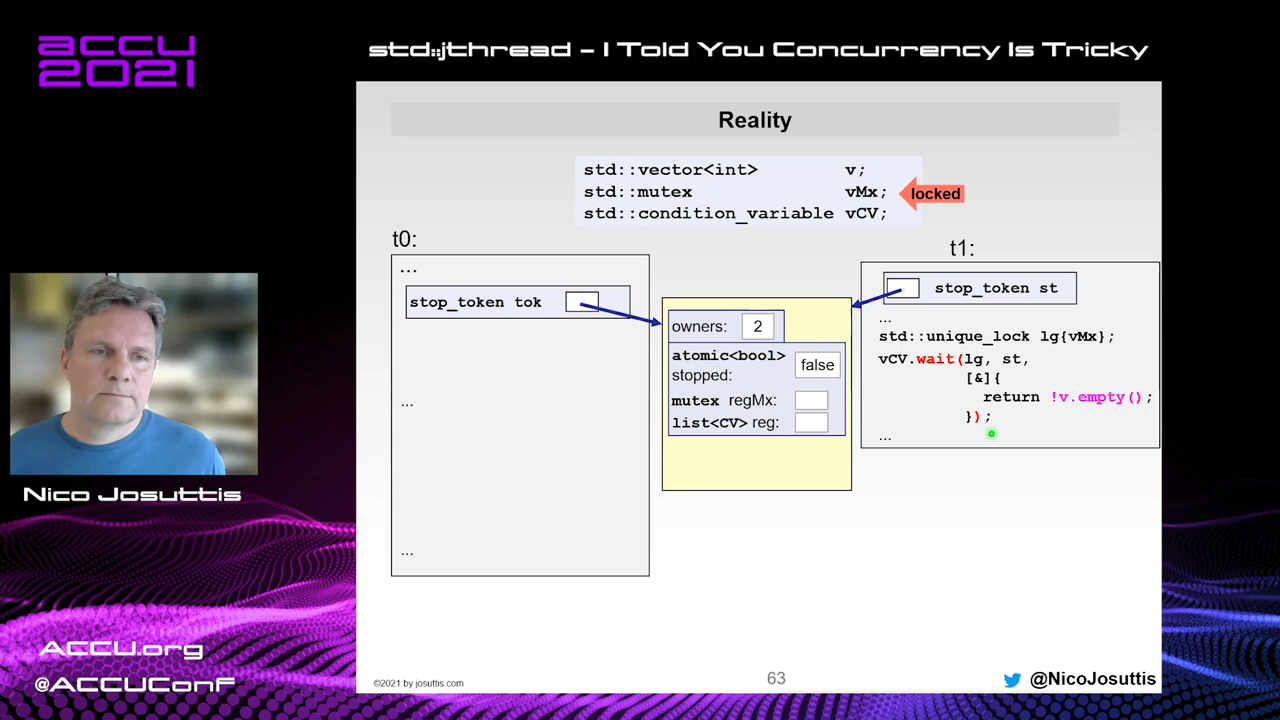 accu
2021
std::jthread – I Told You Concurrency Is Tricky
Reality
std::vector<int> v;
std::mutex vMx;
std::condition_variable vCV;
locked
t0:
...
stop_token tok
...
...
owners: 2
atomic<bool>
stopped:
false
mutex regMx:
list<CV> reg:
t1:
stop_token st
...
std::unique_lock lg{vMx};
vCV.wait(lg, st,
[&]{
return !v.empty();
});
...
Nico Josuttis
ACCU.org
@ACCUConf
©2021 by josuttis.com
63
@NicoJosuttis